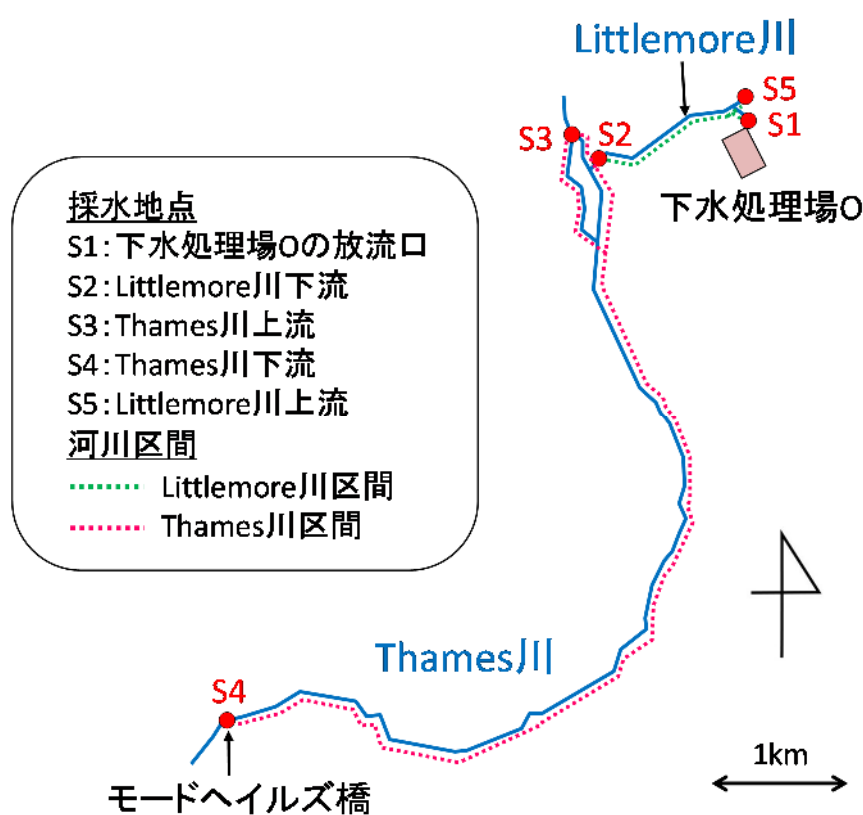 Littlemore川
S5
S1
S3
S2
下水処理場O
採水地点
S1:下水処理場Oの放流口
S2:Littlemore川下流
S3:Thames川上流
S4:Thames川下流
S5:Littlemore川上流
河川区間
Littlemore川区間
Thames川区間
Thames川
S4
1km
モードヘイルズ橋